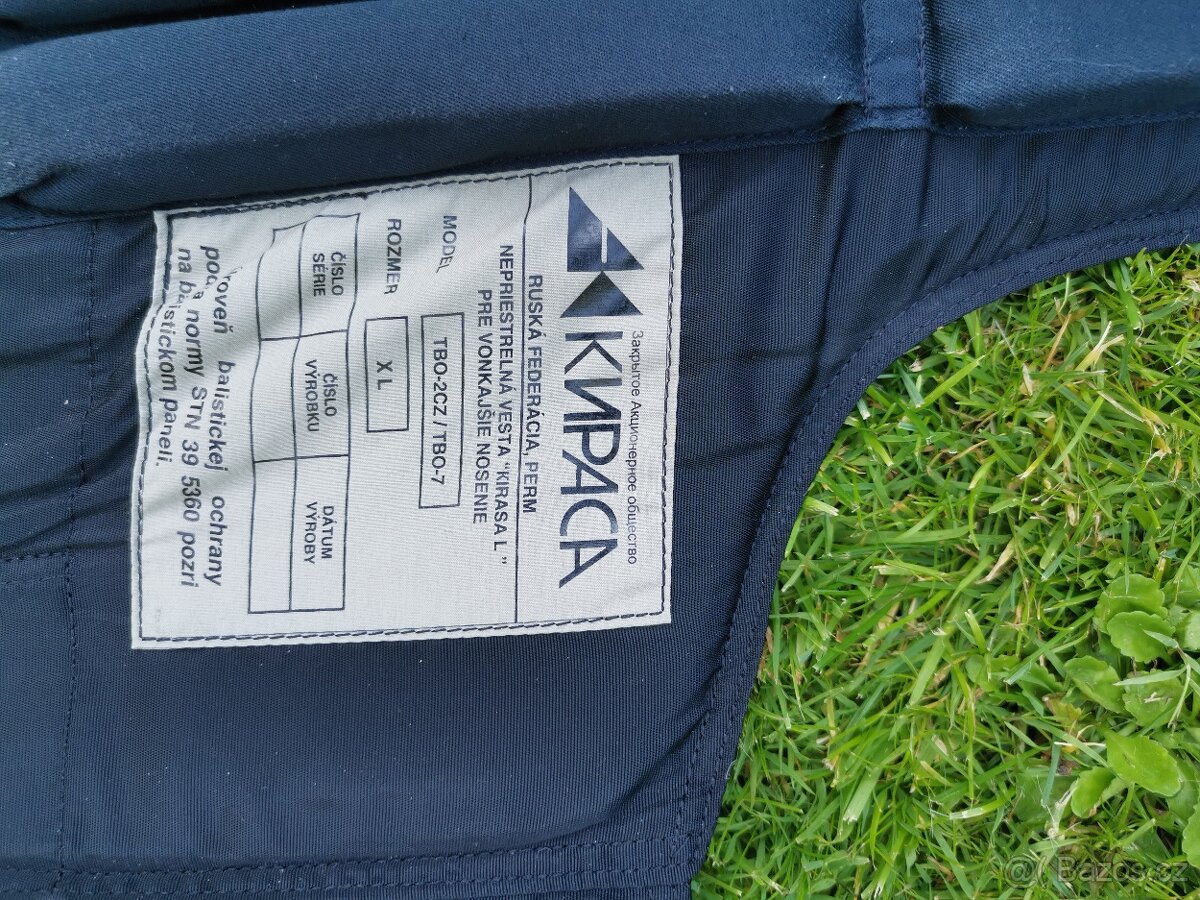 Закрытое Акционерное общество
КИРАСА
RUSKÁ FEDERÁCIA, PERM
NEPRIESTRELNÁ VESTA "KIRASA L"
PRE VONKAJŠIE NOSENIE
MODEL TBO-2CZ / TBO-7
ROZMER XL
ČÍSLO SÉRIE
ČÍSLO VÝROBKU
DÁTUM VÝROBY
balistickej ochrany
normy STN 39 5360 pozri
na balistickom paneli.
Bazos.cz